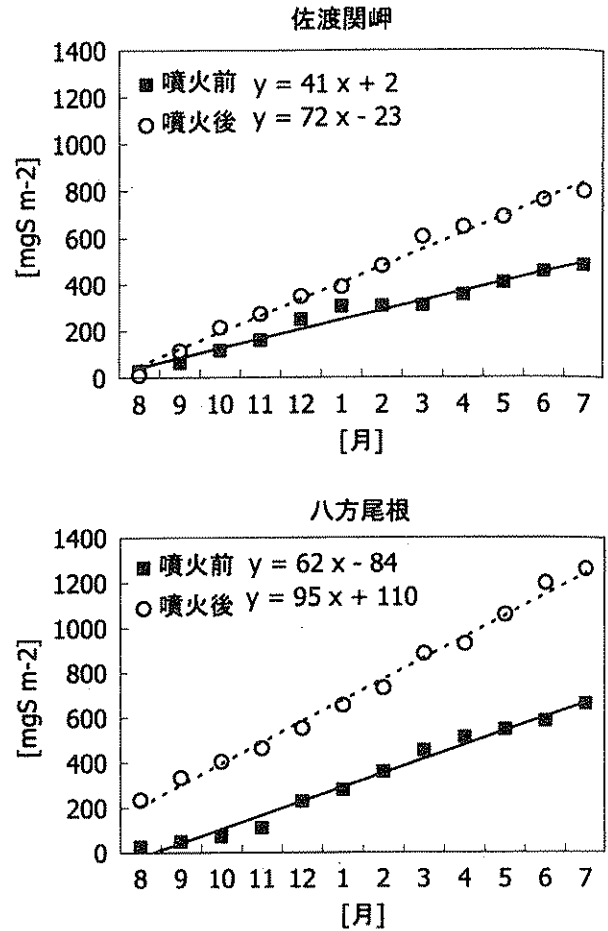 佐渡関岬
1400
1200
1000
800
600
400
200
0
[mgS m-2]
■ 噴火前 y = 41 x + 2
○ 噴火後 y = 72 x - 23
8 9 10 11 12 1 2 3 4 5 6 7
[月]
八方尾根
1400
1200
1000
800
600
400
200
0
[mgS m-2]
■ 噴火前 y = 62 x - 84
○ 噴火後 y = 95 x + 110
8 9 10 11 12 1 2 3 4 5 6 7
[月]